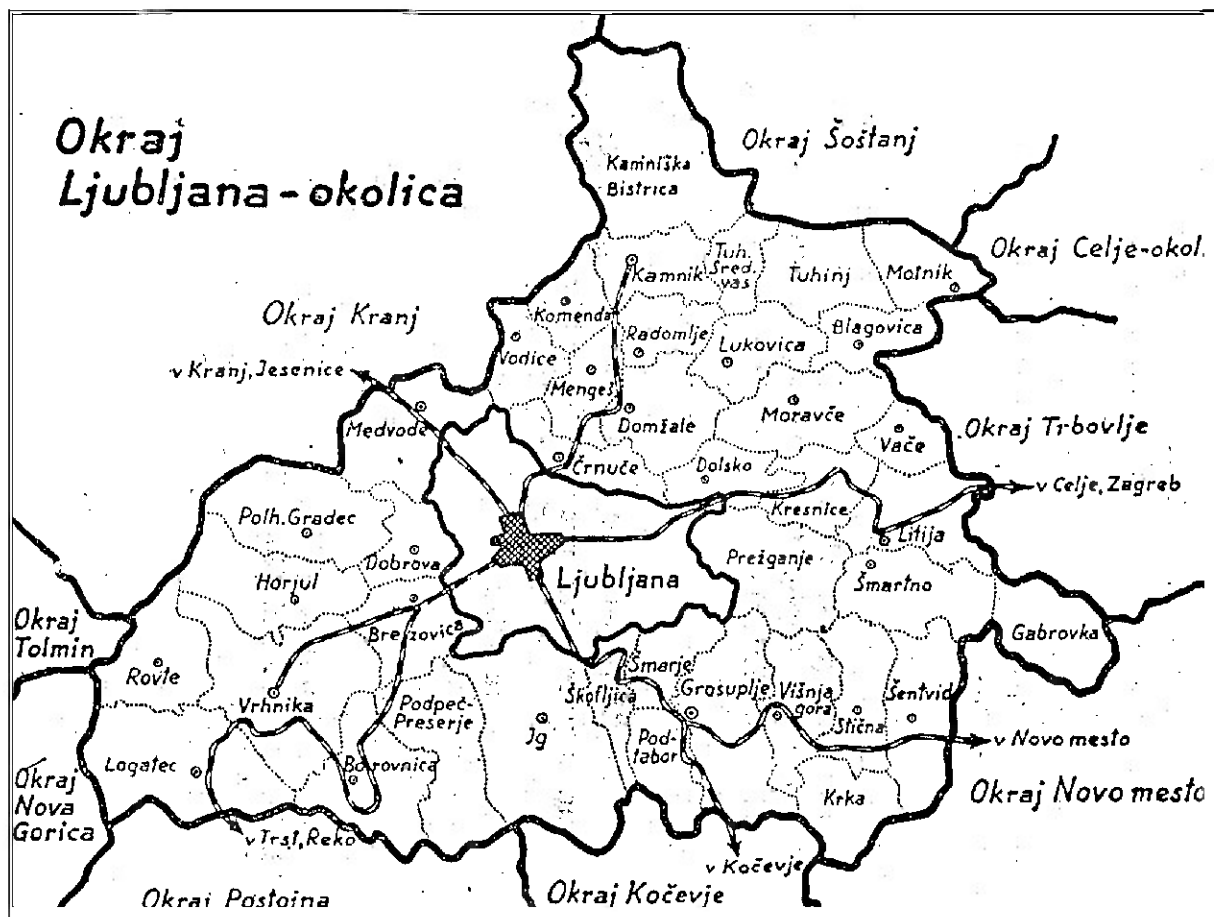 Okraj
Ljubljana-okolica
Okraj Šoštanj
Kamniška
Bistrica
Okraj Celje-okol.
Tuh.
Sred.
vas
Kamnik
Tuhinj
Motnik
Okraj Kranj
Komenda
Radomlje
Blagovica
Vodice
Lukovica
v Kranj, Jesenice
Mengeš
Moravče
Medvode
Domžale
Okraj Trbovlje
Vače
Črnuče
Dolsko
v Celje, Zagreb
Kresnice
Polh. Gradec
Litija
Dobrova
Prežganje
Horjul
Ljubljana
Šmartno
Okraj
Tolmin
Brezovica
Gabrovka
Rovte
Šmarje
Škofljica
Grosuplje
Višnja
gora
Šentvid
Vrhnika
Podpeč-
Preserje
Stična
Ig
Pod-
tabor
v Novo mesto
Logatec
Borovnica
Krka
Okraj
Nova
Gorica
Okraj Novo mesto
v Trst, Reko
v Kočevje
Okraj Postojna
Okraj Kočevje